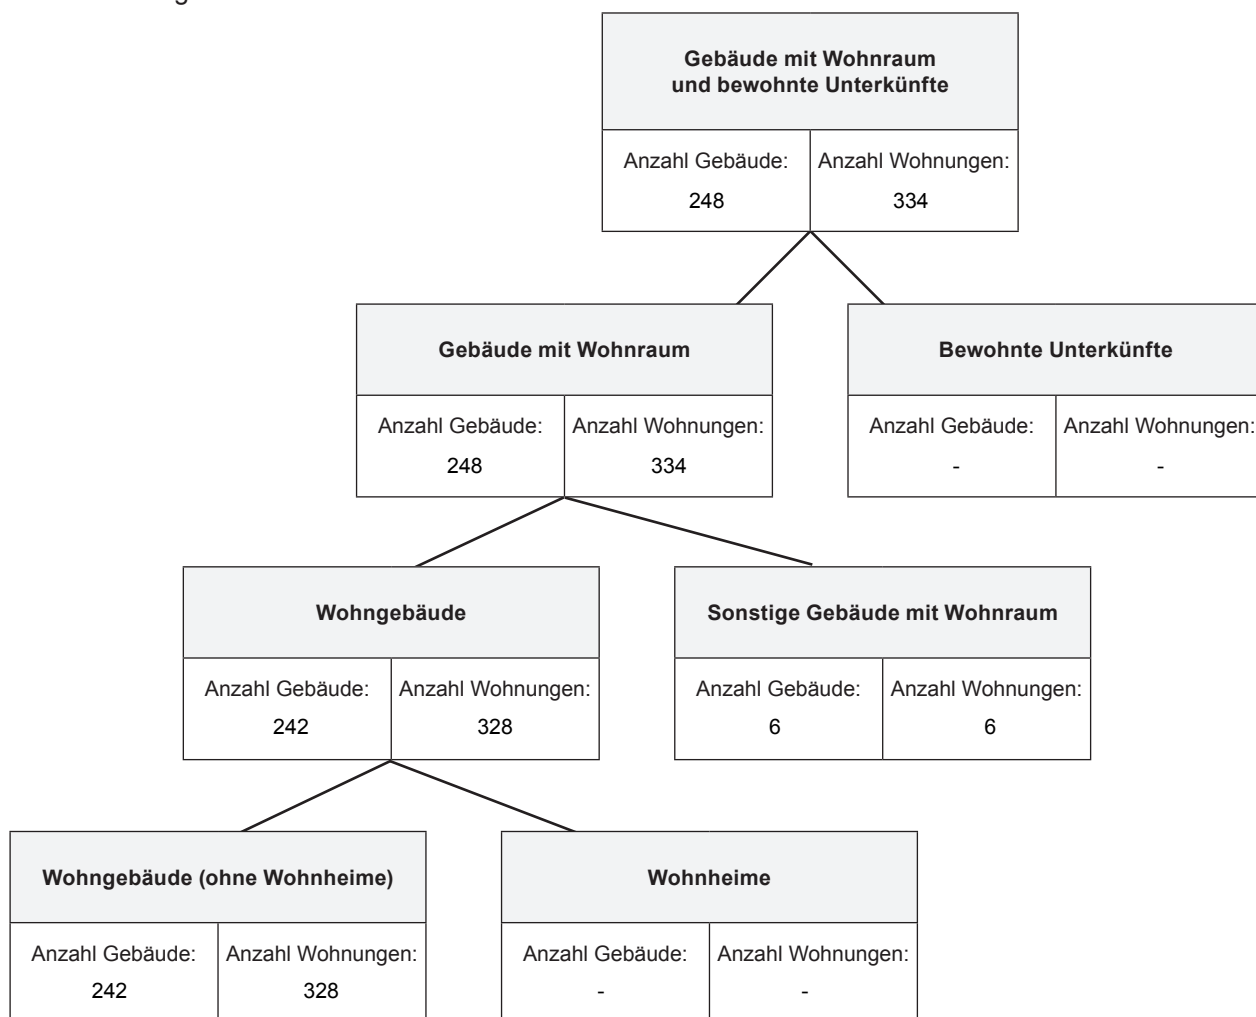 Gebäude mit Wohnraum
und bewohnte Unterkünfte
Anzahl Gebäude: Anzahl Wohnungen:
248 334
Gebäude mit Wohnraum
Anzahl Gebäude: Anzahl Wohnungen:
248 334
Bewohnte Unterkünfte
Anzahl Gebäude: Anzahl Wohnungen:
- -
Wohngebäude
Anzahl Gebäude: Anzahl Wohnungen:
242 328
Sonstige Gebäude mit Wohnraum
Anzahl Gebäude: Anzahl Wohnungen:
6 6
Wohngebäude (ohne Wohnheime)
Anzahl Gebäude: Anzahl Wohnungen:
242 328
Wohnheime
Anzahl Gebäude: Anzahl Wohnungen:
- -